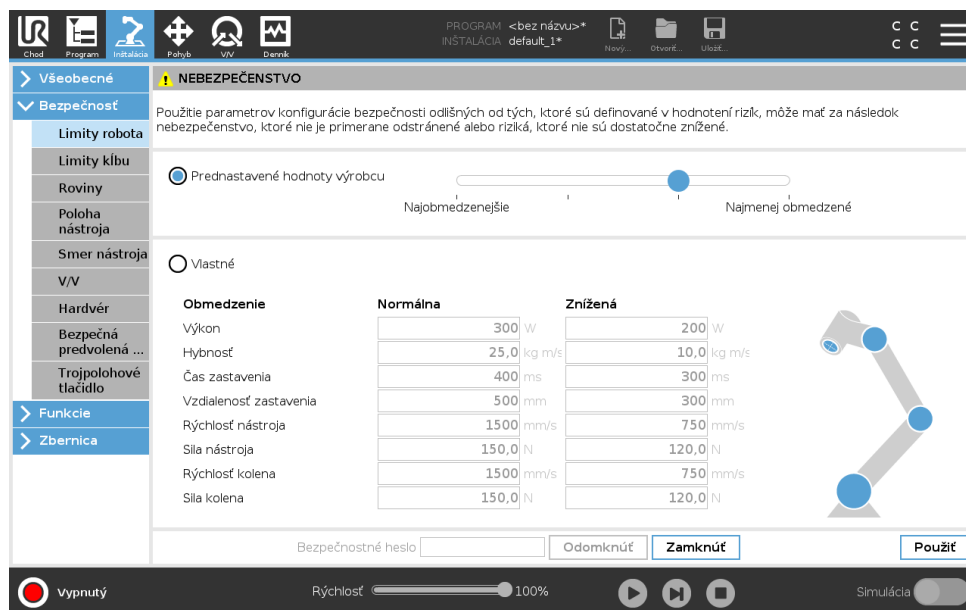 PROGRAM <bez názvu>*
INŠTALÁCIA default_1*
Chod Program Inštalácia Pohyb V/V Denník Nový... Otvoriť... Uložiť...
C C
C C
Všeobecné
Bezpečnosť
Limity robota
Limity kĺbu
Roviny
Poloha
nástroja
Smer nástroja
V/V
Hardvér
Bezpečná
predvolená ...
Trojpolohové
tlačidlo
Funkcie
Zbernica
NEBEZPEČENSTVO
Použitie parametrov konfigurácie bezpečnosti odlišných od tých, ktoré sú definované v hodnotení rizík, môže mať za následok
nebezpečenstvo, ktoré nie je primerane odstránené alebo riziká, ktoré nie sú dostatočne znížené.
Prednastavené hodnoty výrobcu
Najobmedzenejšie Najmenej obmedzené
Vlastné
Obmedzenie Normálna Znížená
Výkon 300 W 200 W
Hybnosť 25,0 kg m/s 10,0 kg m/s
Čas zastavenia 400 ms 300 ms
Vzdialenosť zastavenia 500 mm 300 mm
Rýchlosť nástroja 1500 mm/s 750 mm/s
Sila nástroja 150,0 N 120,0 N
Rýchlosť kolena 1500 mm/s 750 mm/s
Sila kolena 150,0 N 120,0 N
Bezpečnostné heslo Odomknúť Zamknúť Použiť
Vypnutý Rýchlosť 100% Simulácia